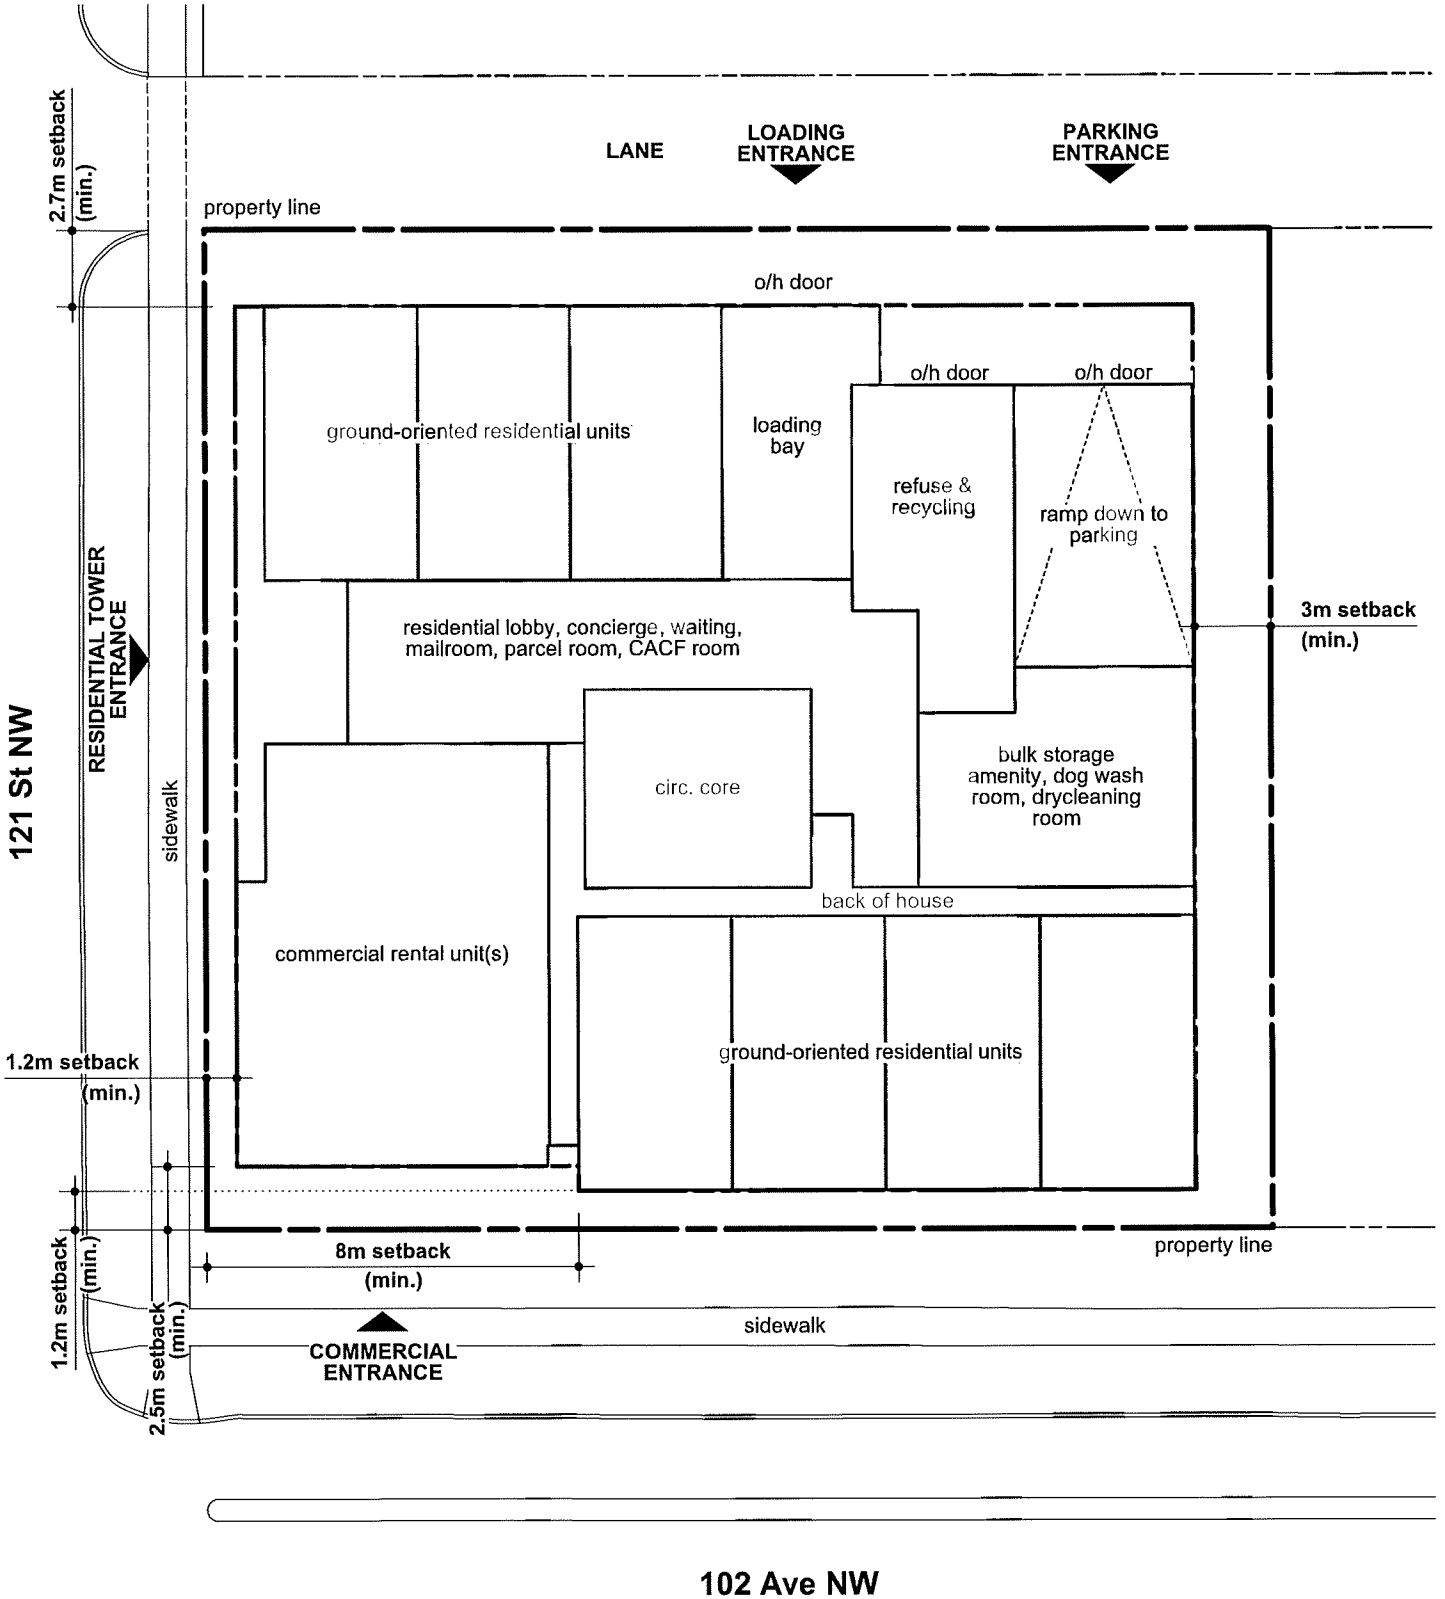 2.7m setback
(min.)
LANE
LOADING
ENTRANCE
PARKING
ENTRANCE
property line
o/h door
o/h door
o/h door
ground-oriented residential units
loading
bay
refuse &
recycling
ramp down to
parking
3m setback
(min.)
RESIDENTIAL TOWER
ENTRANCE
residential lobby, concierge, waiting,
mailroom, parcel room, CACF room
121 St NW
sidewalk
circ. core
bulk storage
amenity, dog wash
room, drycleaning
room
back of house
commercial rental unit(s)
ground-oriented residential units
1.2m setback
(min.)
property line
8m setback
(min.)
1.2m setback
(min.)
2.5m setback
(min.)
sidewalk
COMMERCIAL
ENTRANCE
102 Ave NW